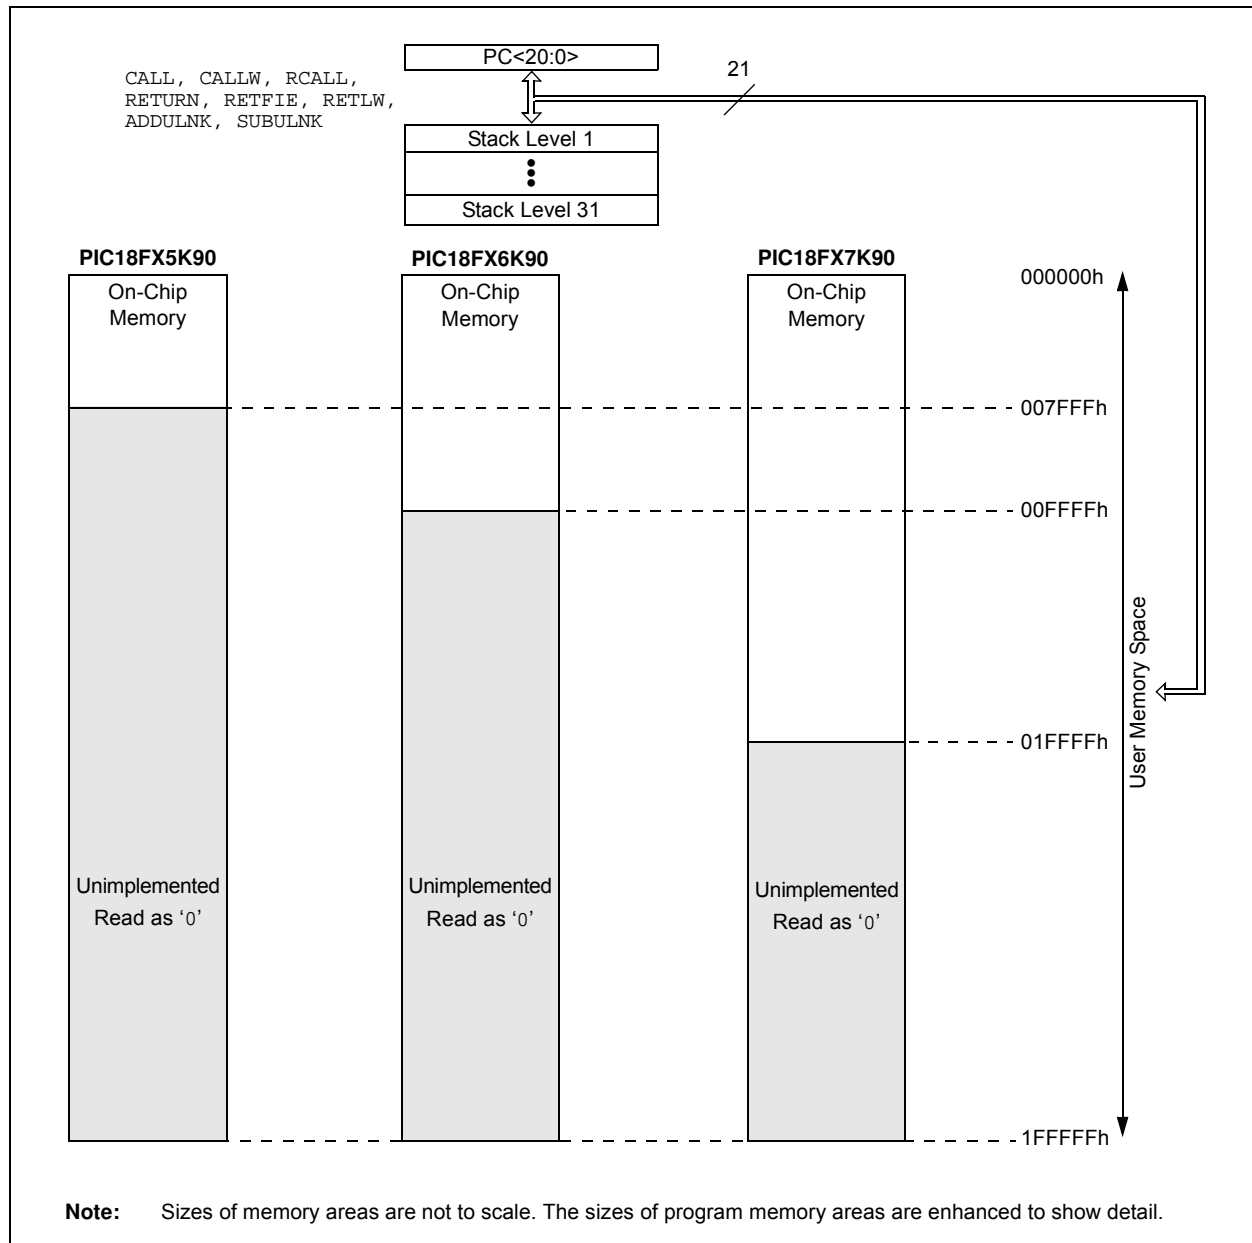 PC<20:0>
21
CALL, CALLW, RCALL,
RETURN, RETFIE, RETLW,
ADDULNK, SUBULNK
Stack Level 1
Stack Level 31
PIC18FX5K90
PIC18FX6K90
PIC18FX7K90
On-Chip
Memory
On-Chip
Memory
On-Chip
Memory
000000h
007FFFh
00FFFFh
01FFFFh
User Memory Space
Unimplemented
Read as ‘0’
Unimplemented
Read as ‘0’
Unimplemented
Read as ‘0’
1FFFFFh
Note: Sizes of memory areas are not to scale. The sizes of program memory areas are enhanced to show detail.